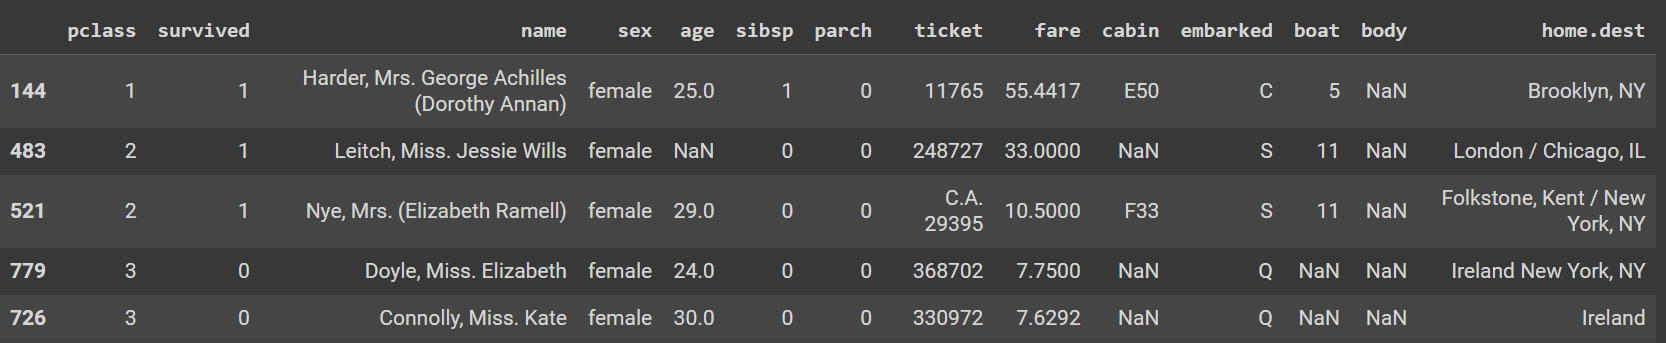 pclass survived name sex age sibsp parch ticket fare cabin embarked boat body home.dest
144 1 1 Harder, Mrs. George Achilles (Dorothy Annan) female 25.0 1 0 11765 55.4417 E50 C 5 NaN Brooklyn, NY
483 2 1 Leitch, Miss. Jessie Wills female NaN 0 0 248727 33.0000 NaN S 11 NaN London / Chicago, IL
521 2 1 Nye, Mrs. (Elizabeth Ramell) female 29.0 0 0 C.A. 29395 10.5000 F33 S 11 NaN Folkstone, Kent / New York, NY
779 3 0 Doyle, Miss. Elizabeth female 24.0 0 0 368702 7.7500 NaN Q NaN NaN Ireland New York, NY
726 3 0 Connolly, Miss. Kate female 30.0 0 0 330972 7.6292 NaN Q NaN NaN Ireland